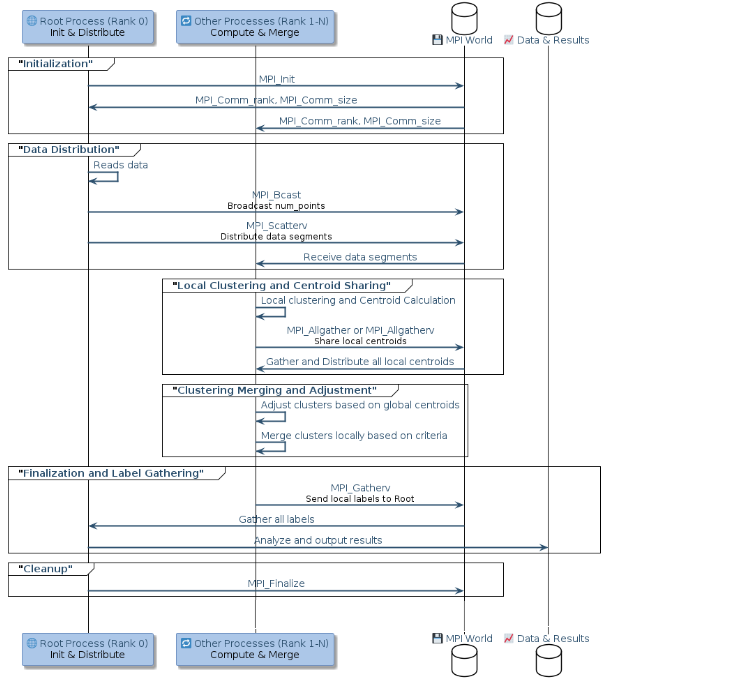 Root Process (Rank 0)
Init & Distribute
Other Processes (Rank 1-N)
Compute & Merge
MPI World
Data & Results
"Initialization"
MPI_Init
MPI_Comm_rank, MPI_Comm_size
MPI_Comm_rank, MPI_Comm_size
"Data Distribution"
Reads data
MPI_Bcast
Broadcast num_points
MPI_Scatterv
Distribute data segments
Receive data segments
"Local Clustering and Centroid Sharing"
Local clustering and Centroid Calculation
MPI_Allgather or MPI_Allgatherv
Share local centroids
Gather and Distribute all local centroids
"Clustering Merging and Adjustment"
Adjust clusters based on global centroids
Merge clusters locally based on criteria
"Finalization and Label Gathering"
MPI_Gatherv
Send local labels to Root
Gather all labels
Analyze and output results
"Cleanup"
MPI_Finalize
Root Process (Rank 0)
Init & Distribute
Other Processes (Rank 1-N)
Compute & Merge
MPI World
Data & Results